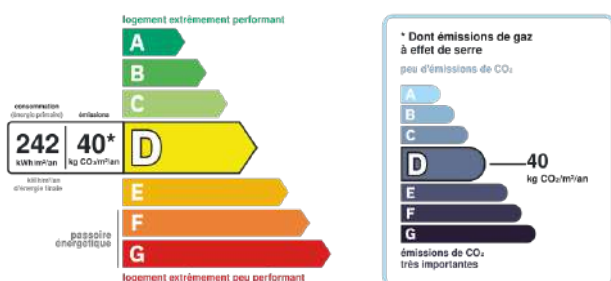 logement extrêmement performant
A
B
C
consommation
(énergie primaire)
émissions
242
kWh/m²/an
40*
kg CO₂/m²/an
D
d'énergie finale
E
F
G
passoire
énergétique
logement extrêmement peu performant
* Dont émissions de gaz
à effet de serre
peu d'émissions de CO₂
A
B
C
D
40
kg CO₂/m²/an
E
F
G
émissions de CO₂
très importantes